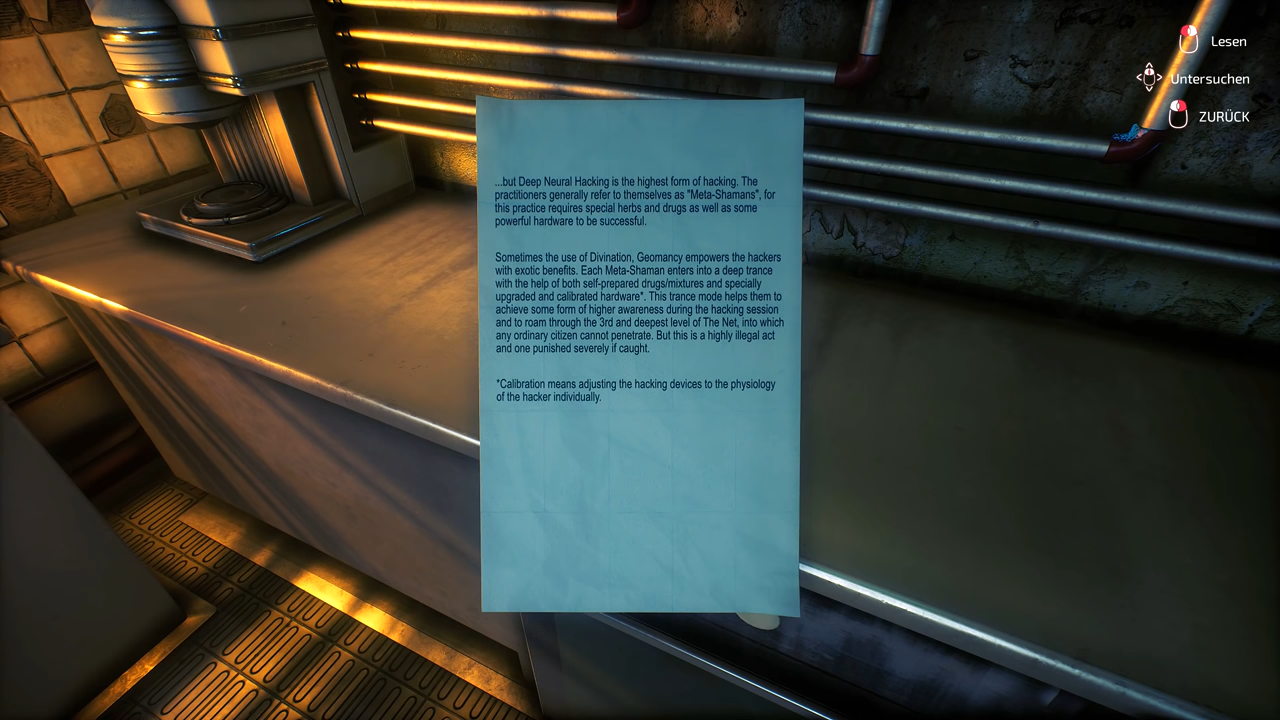 Lesen
Untersuchen
ZURÜCK
...but Deep Neural Hacking is the highest form of hacking. The
practitioners generally refer to themselves as "Meta-Shamans", for
this practice requires special herbs and drugs as well as some
powerful hardware to be successful.
Sometimes the use of Divination, Geomancy empowers the hackers
with exotic benefits. Each Meta-Shaman enters into a deep trance
with the help of both self-prepared drugs/mixtures and specially
upgraded and calibrated hardware*. This trance mode helps them to
achieve some form of higher awareness during the hacking session
and to roam through the 3rd and deepest level of The Net, into which
any ordinary citizen cannot penetrate. But this is a highly illegal act
and one punished severely if caught.
*Calibration means adjusting the hacking devices to the physiology
of the hacker individually.